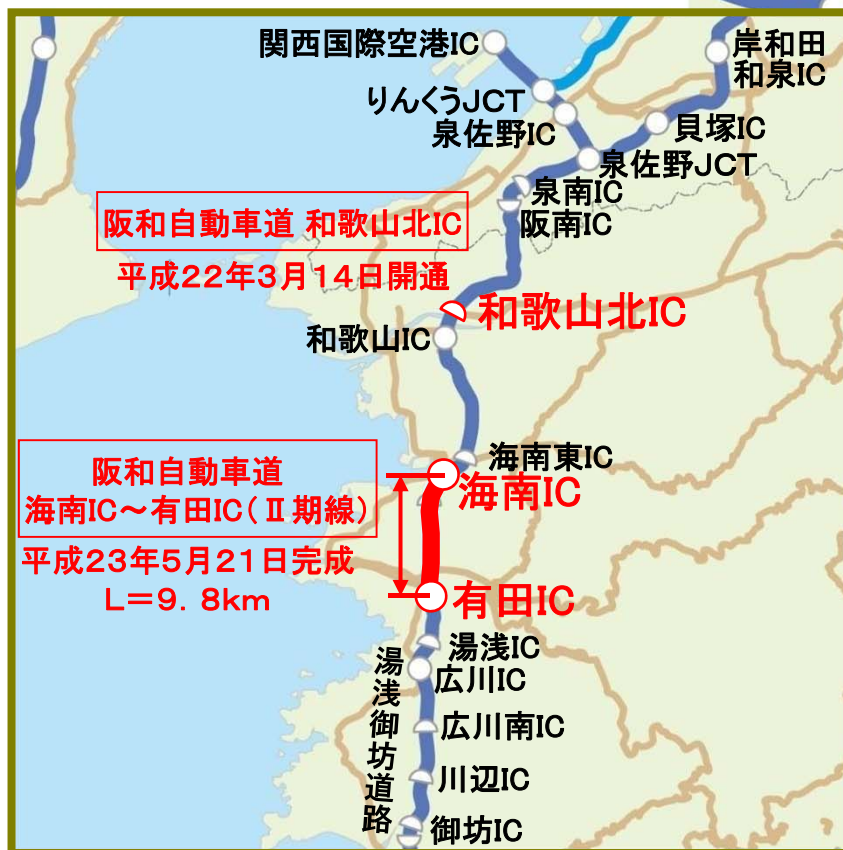 関西国際空港IC
岸和田
和泉IC
りんくうJCT
泉佐野IC
貝塚IC
泉佐野JCT
泉南IC
阪南IC
阪和自動車道 和歌山北IC
平成22年3月14日開通
和歌山北IC
和歌山IC
海南東IC
阪和自動車道
海南IC～有田IC(Ⅱ期線)
海南IC
平成23年5月21日完成
L=9.8km
有田IC
湯浅IC
広川IC
湯浅御坊道路
広川南IC
川辺IC
御坊IC